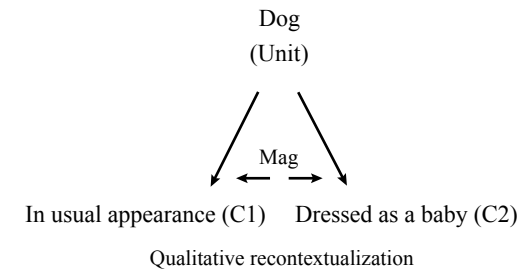 Dog
(Unit)
Mag
In usual appearance (C1) Dressed as a baby (C2)
Qualitative recontextualization